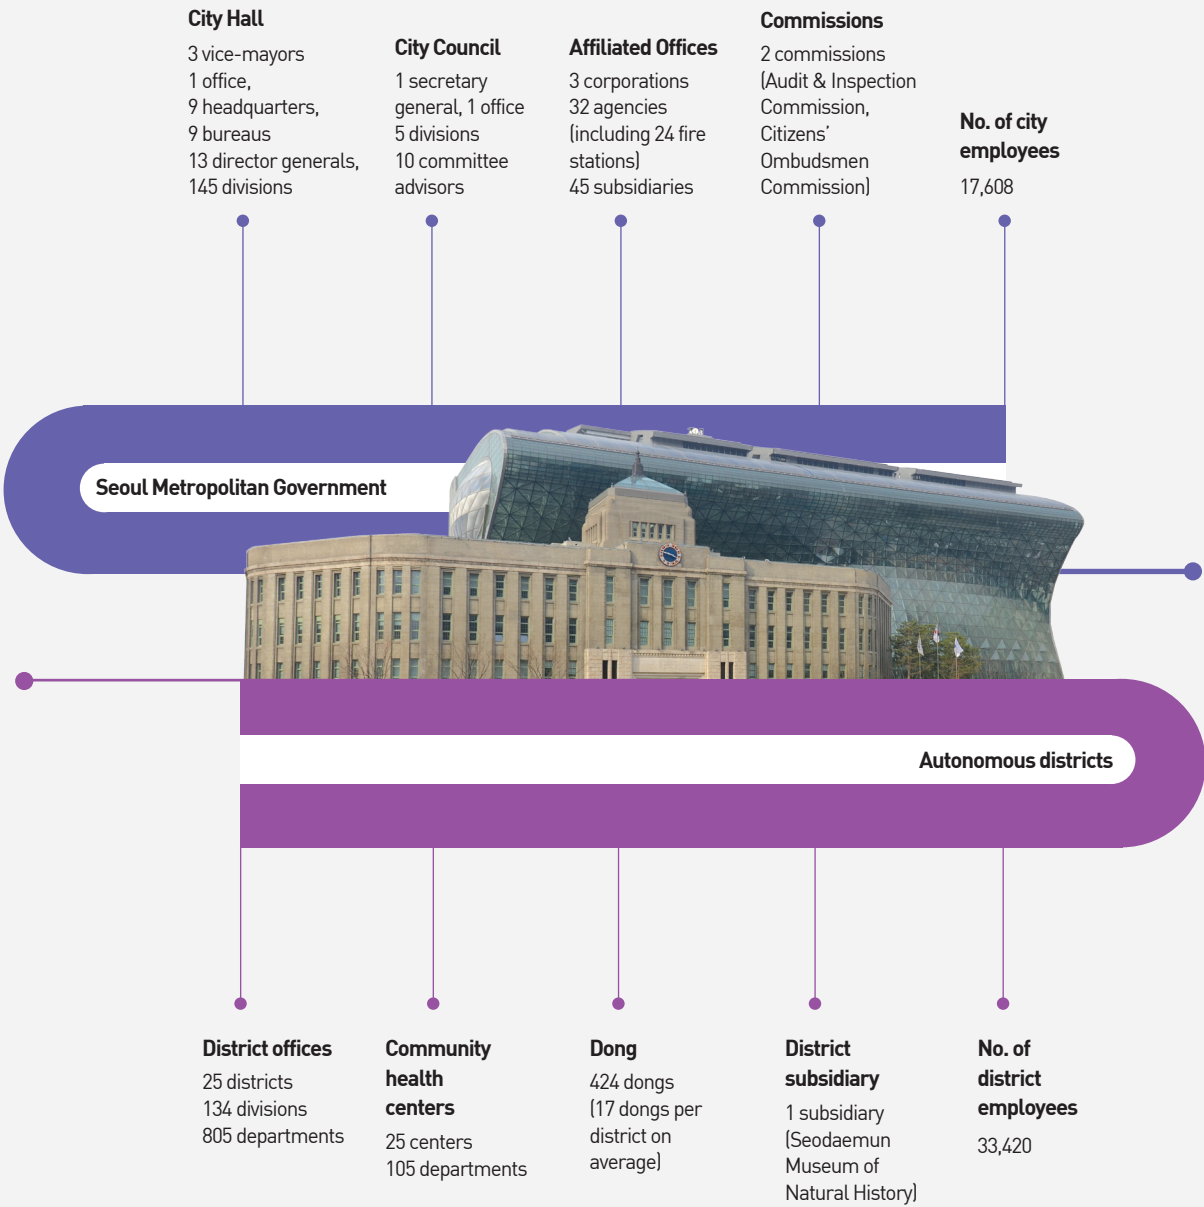 City Hall
3 vice-mayors
1 office,
9 headquarters,
9 bureaus
13 director generals,
145 divisions
City Council
1 secretary
general, 1 office
5 divisions
10 committee
advisors
Affiliated Offices
3 corporations
32 agencies
(including 24 fire
stations)
45 subsidiaries
Commissions
2 commissions
(Audit & Inspection
Commission,
Citizens’
Ombudsmen
Commission)
No. of city
employees
17,608
Seoul Metropolitan Government
Autonomous districts
District offices
25 districts
134 divisions
805 departments
Community
health
centers
25 centers
105 departments
Dong
424 dongs
(17 dongs per
district on
average)
District
subsidiary
1 subsidiary
(Seodaemun
Museum of
Natural History)
No. of
district
employees
33,420